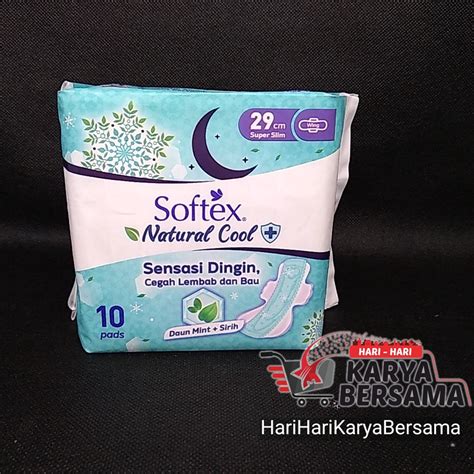 29 cm
Super Slim
Wing
Softex®
Natural Cool
Sensasi Dingin,
Cegah Lembab dan Bau
Daun Mint + Sirih
10
pads
HARI - HARI
KARYA
BERSAMA
HariHariKaryaBersama